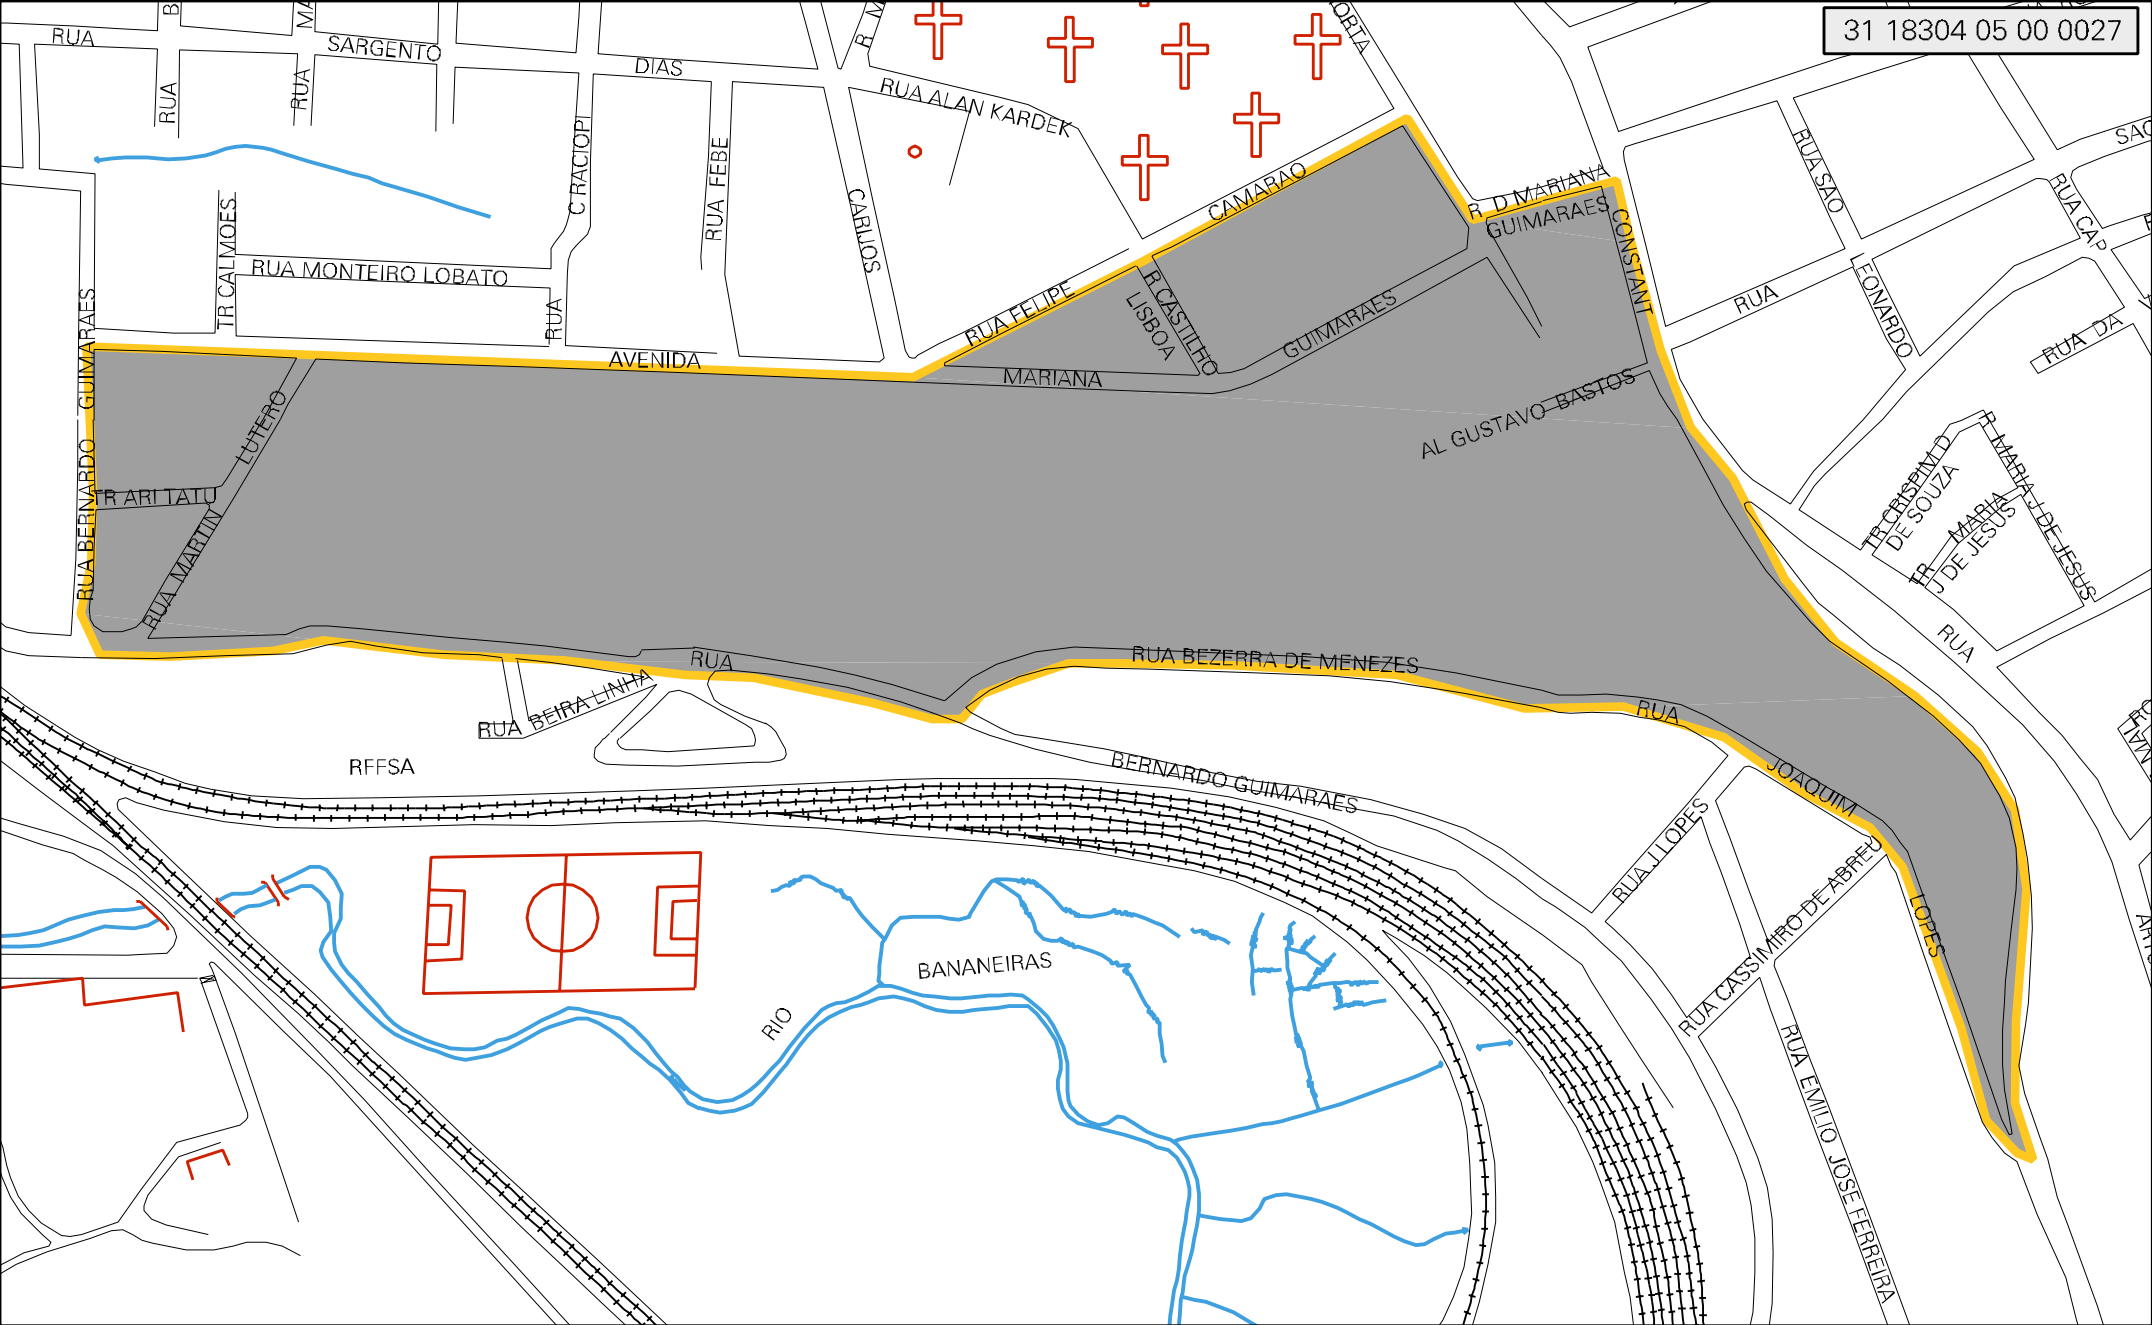 31 18304 05 00 0027
RUA
SARGENTO
DIAS
RUA
RUA
R M
ORTA
RUA ALAN KARDEK
C RACIOPI
RUA FEBE
CARIJOS
TR CALMOES
RUA MONTEIRO LOBATO
RUA
RUA BERNARDO GUIMARAES
AVENIDA
RUA FELIPE
CAMARAO
R D MARIANA
GUIMARAES
CONSTANT
R CASTILHO
LISBOA
MARIANA
GUIMARAES
AL GUSTAVO BASTOS
RUA SAO
LEONARDO
RUA
RUA CAP
RUA DA
TR CRISPIM D
DE SOUZA
R MARIA J DE JESUS
TR MARIA
J DE JESUS
RUA
RUA MARTIN LUTERO
TR ARI TATU
RUA
RUA BEZERRA DE MENEZES
RUA BEIRA LINHA
RFFSA
BERNARDO GUIMARAES
RUA
JOAQUIM
LOPES
RUA J LOPES
RUA CASSIMIRO DE ABREU
RUA EMILIO JOSE FERREIRA
RIO
BANANEIRAS